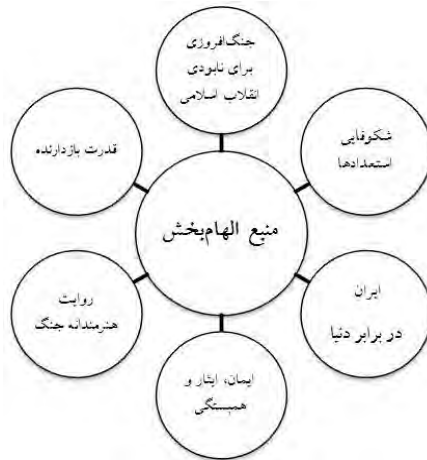 جنگ‌افروزی
برای نابودی
انقلاب اسلامی
شکوفایی
استعدادها
قدرت بازدارنده
منبع الهام‌بخش
ایران
در برابر دنیا
روایت
هنرمندانه جنگ
ایمان، ایثار و
همبستگی